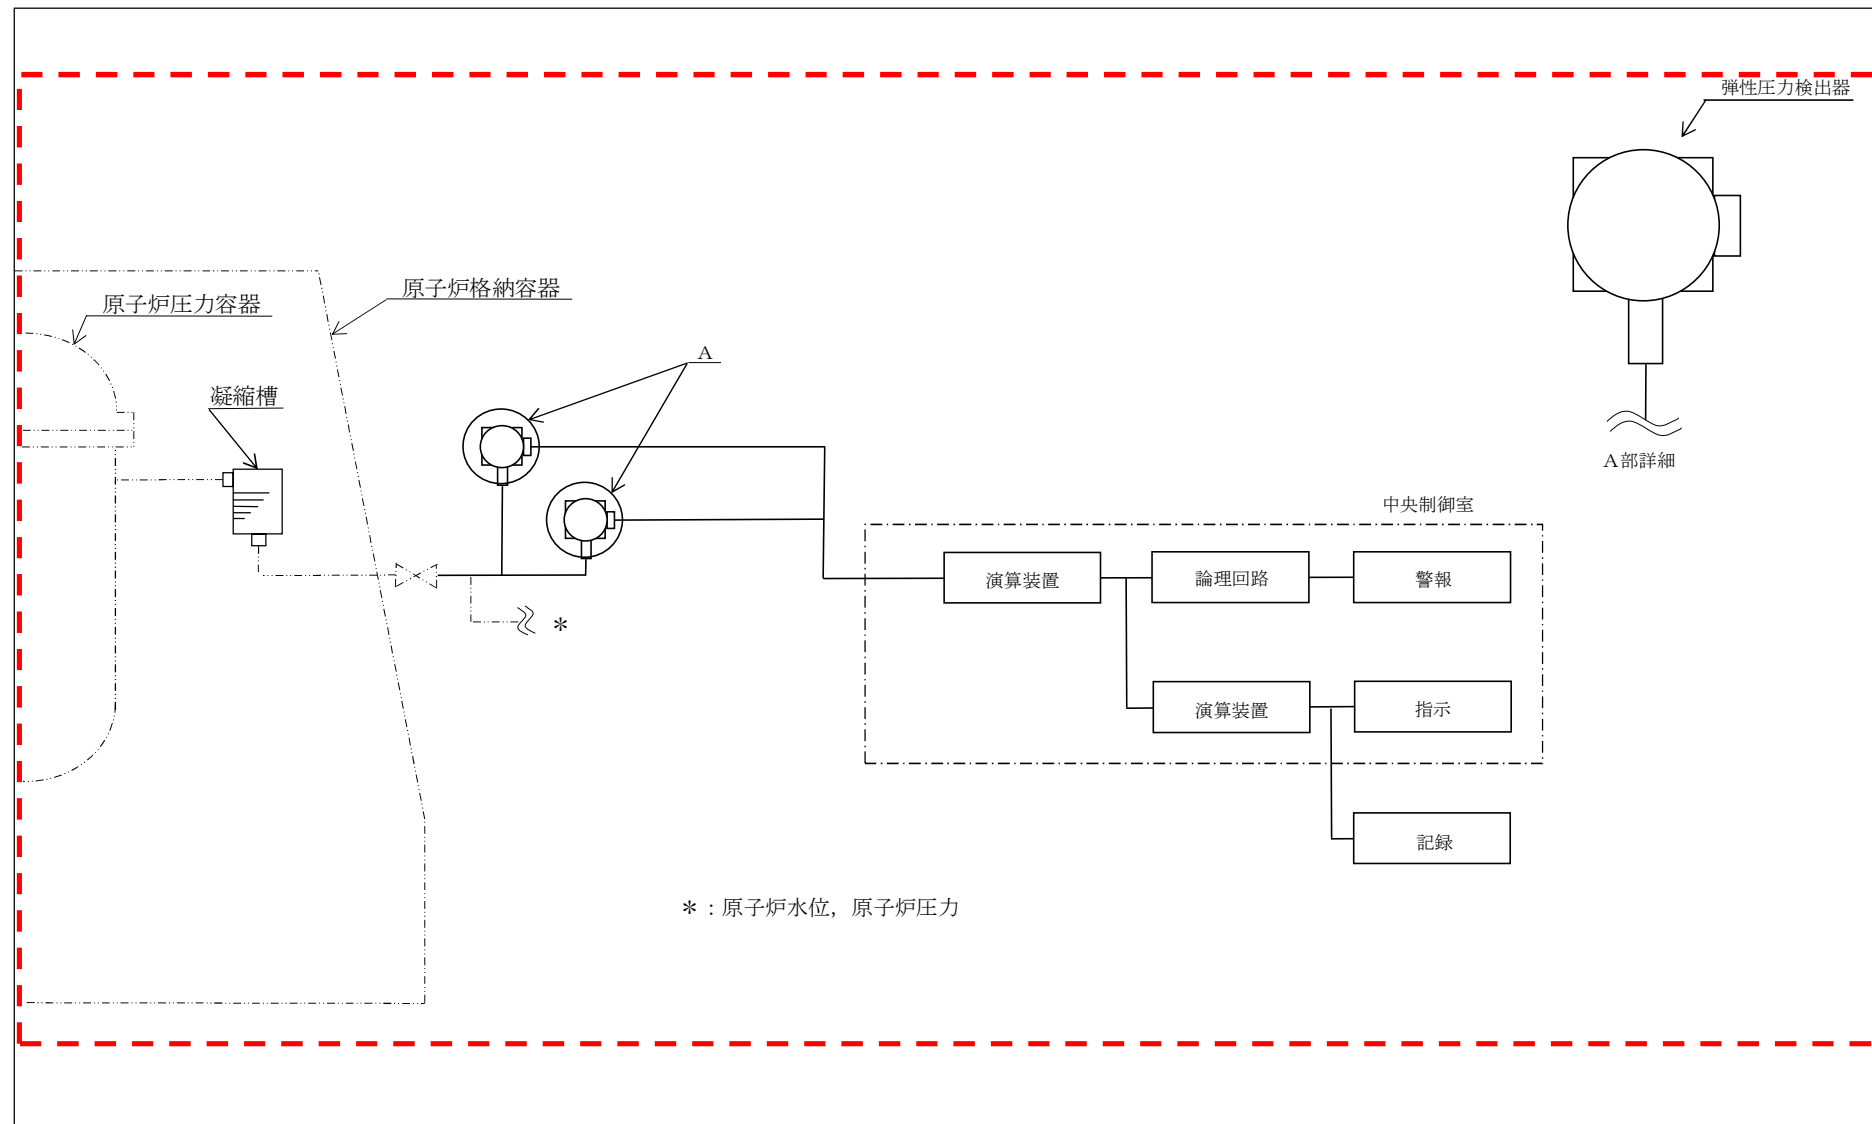 弾性圧力検出器
原子炉格納容器
原子炉圧力容器
A
凝縮槽
A部詳細
中央制御室
演算装置
論理回路
警報
*
演算装置
指示
記録
*:原子炉水位,原子炉圧力